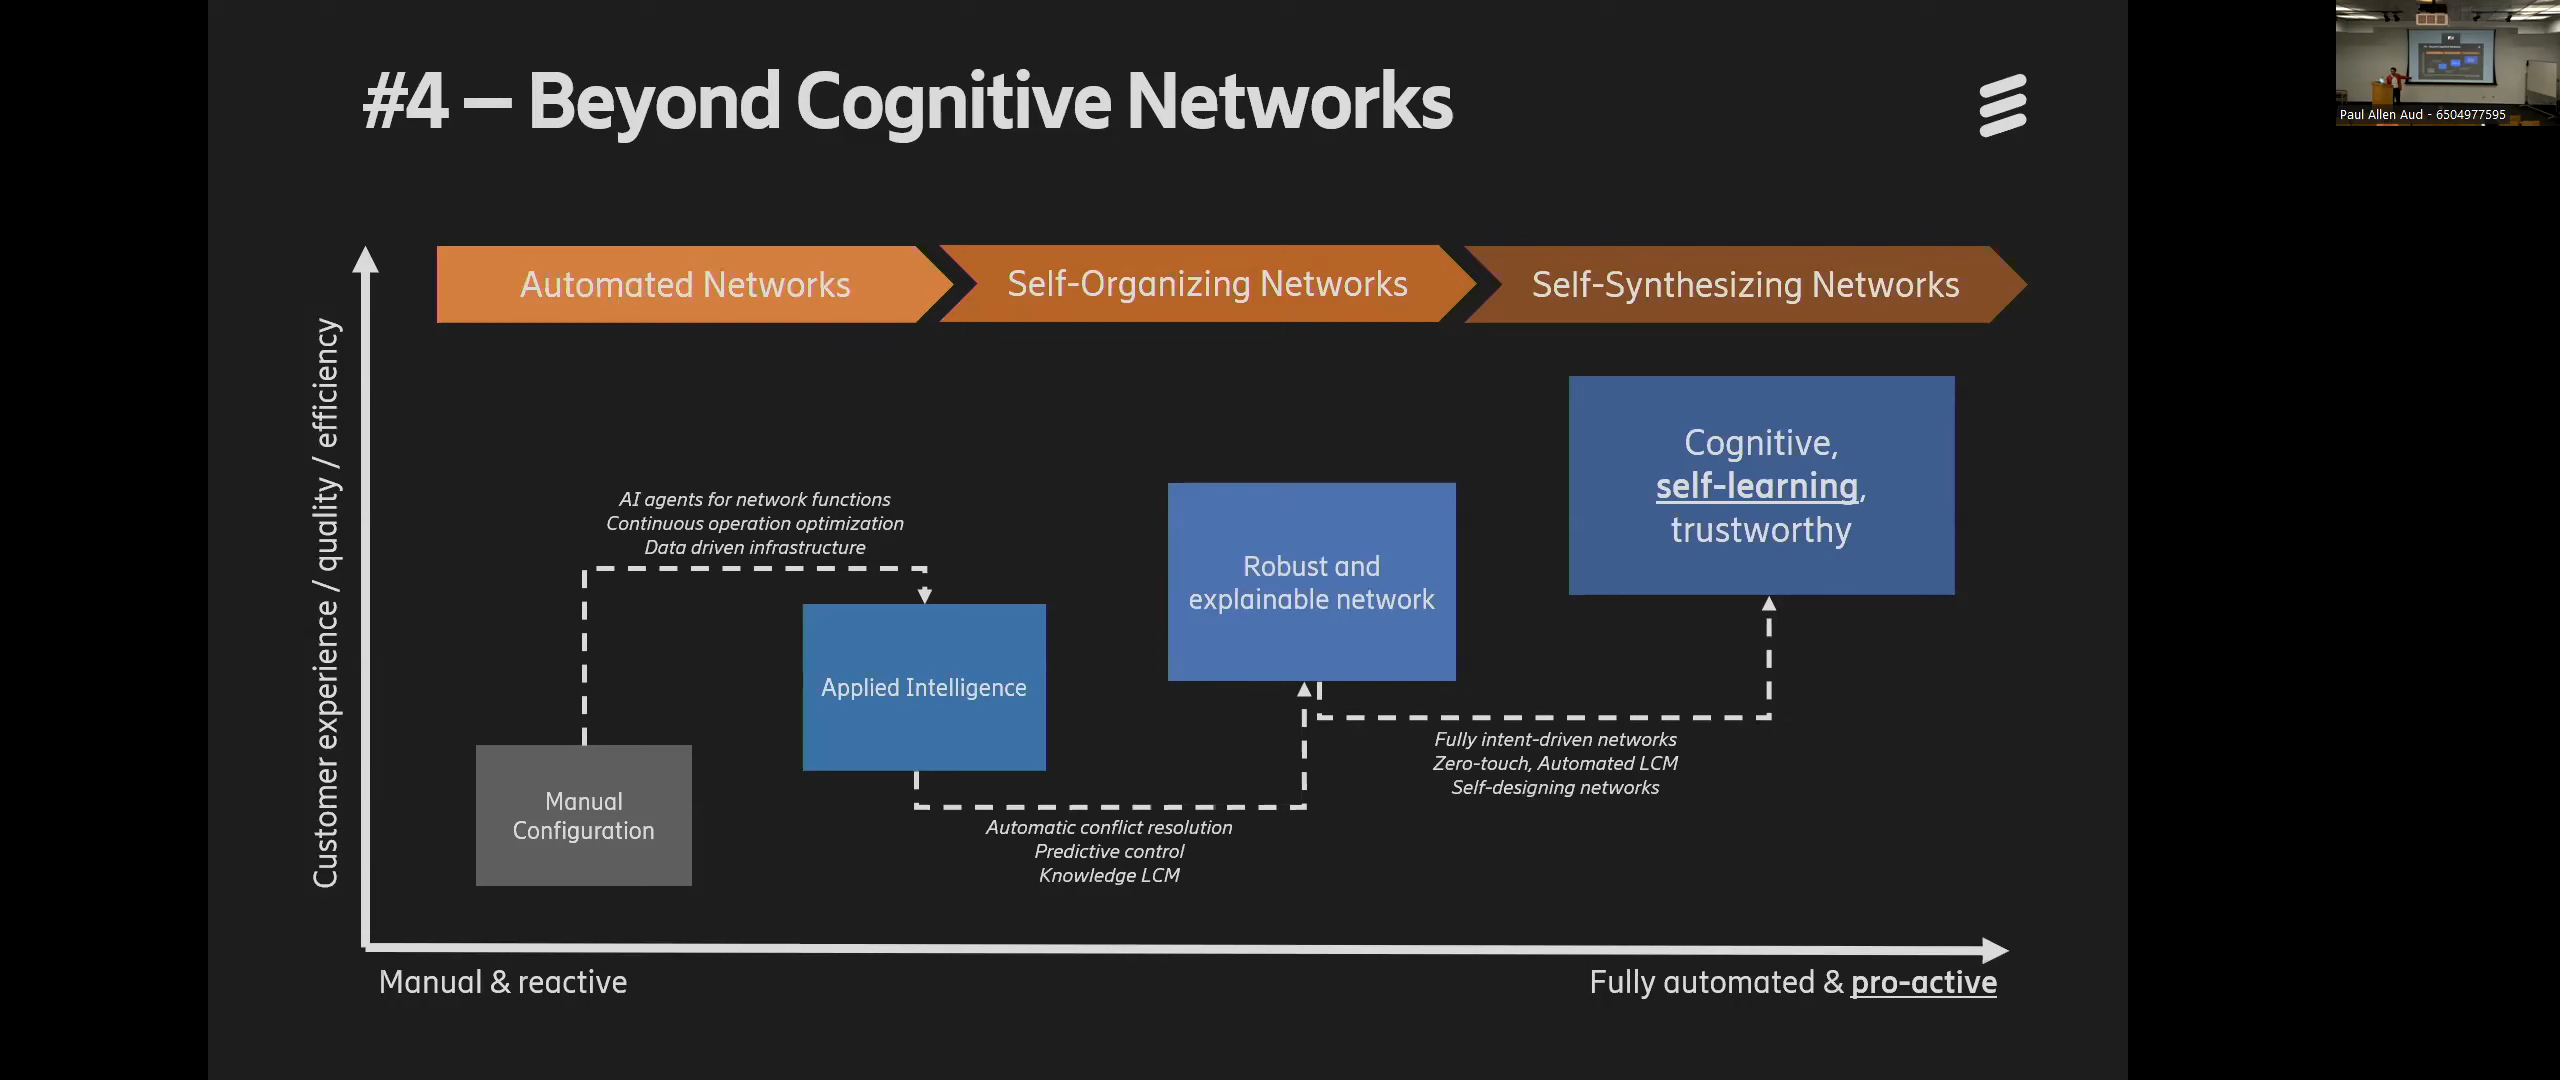 #4 – Beyond Cognitive Networks
Paul Allen Aud - 6504977595
Automated Networks
Self-Organizing Networks
Self-Synthesizing Networks
Customer experience / quality / efficiency
Cognitive,
self-learning,
trustworthy
AI agents for network functions
Continuous operation optimization
Data driven infrastructure
Robust and
explainable network
Applied Intelligence
Manual
Configuration
Fully intent-driven networks
Zero-touch, Automated LCM
Self-designing networks
Automatic conflict resolution
Predictive control
Knowledge LCM
Manual & reactive
Fully automated & pro-active